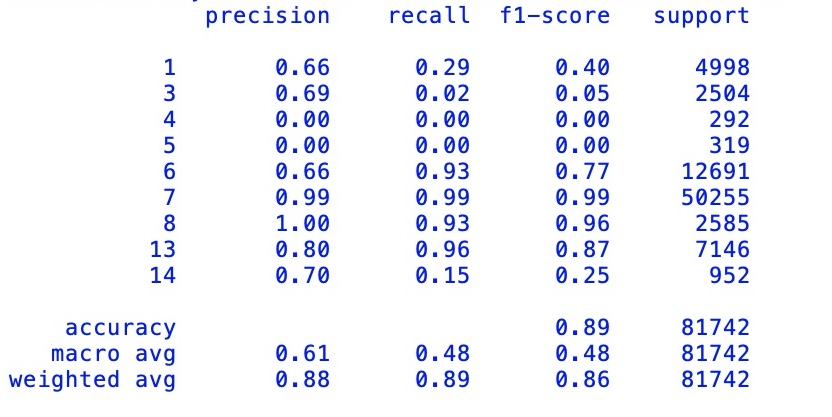 precision recall f1-score support
1 0.66 0.29 0.40 4998
3 0.69 0.02 0.05 2504
4 0.00 0.00 0.00 292
5 0.00 0.00 0.00 319
6 0.66 0.93 0.77 12691
7 0.99 0.99 0.99 50255
8 1.00 0.93 0.96 2585
13 0.80 0.96 0.87 7146
14 0.70 0.15 0.25 952
accuracy 0.89 81742
macro avg 0.61 0.48 0.48 81742
weighted avg 0.88 0.89 0.86 81742